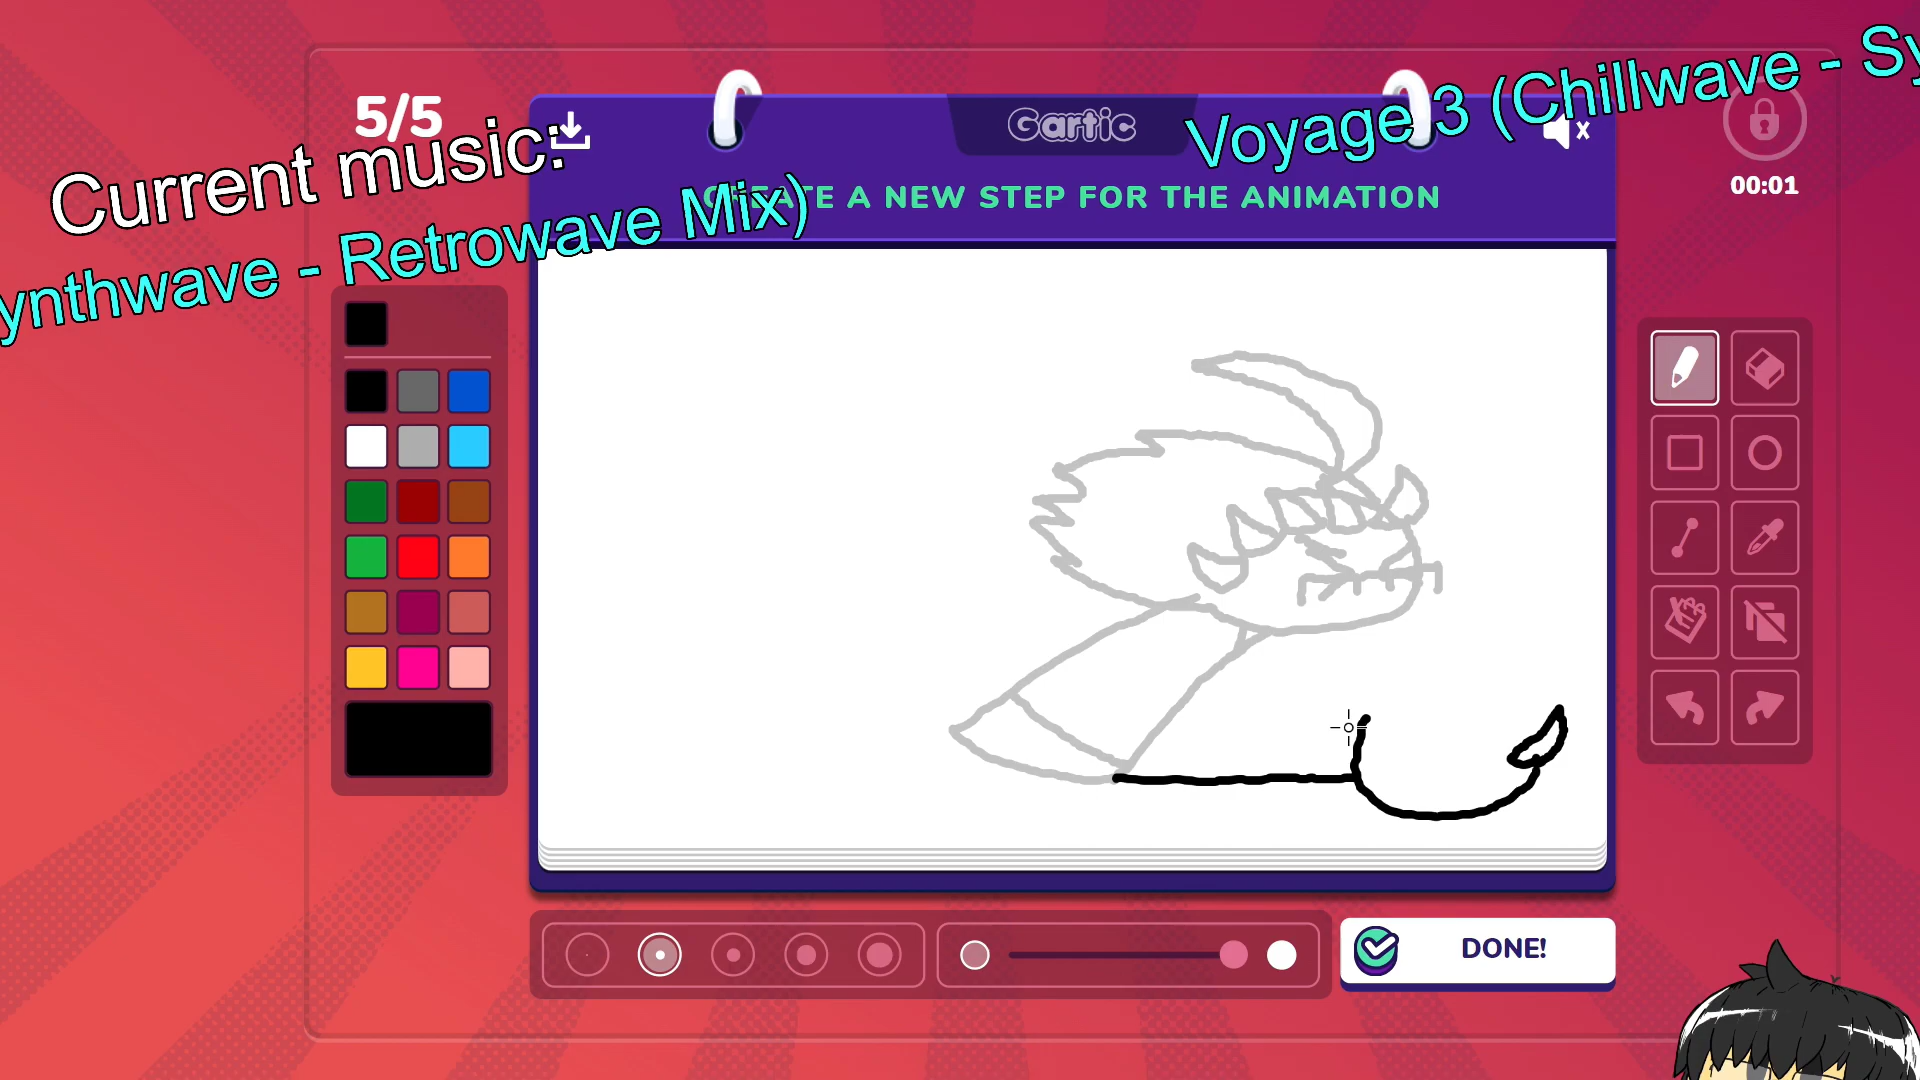 5/5
Current music:
Voyage 3 (Chillwave - Sy
ynthwave - Retrowave Mix)
Gartic
CREATE A NEW STEP FOR THE ANIMATION
00:01
DONE!